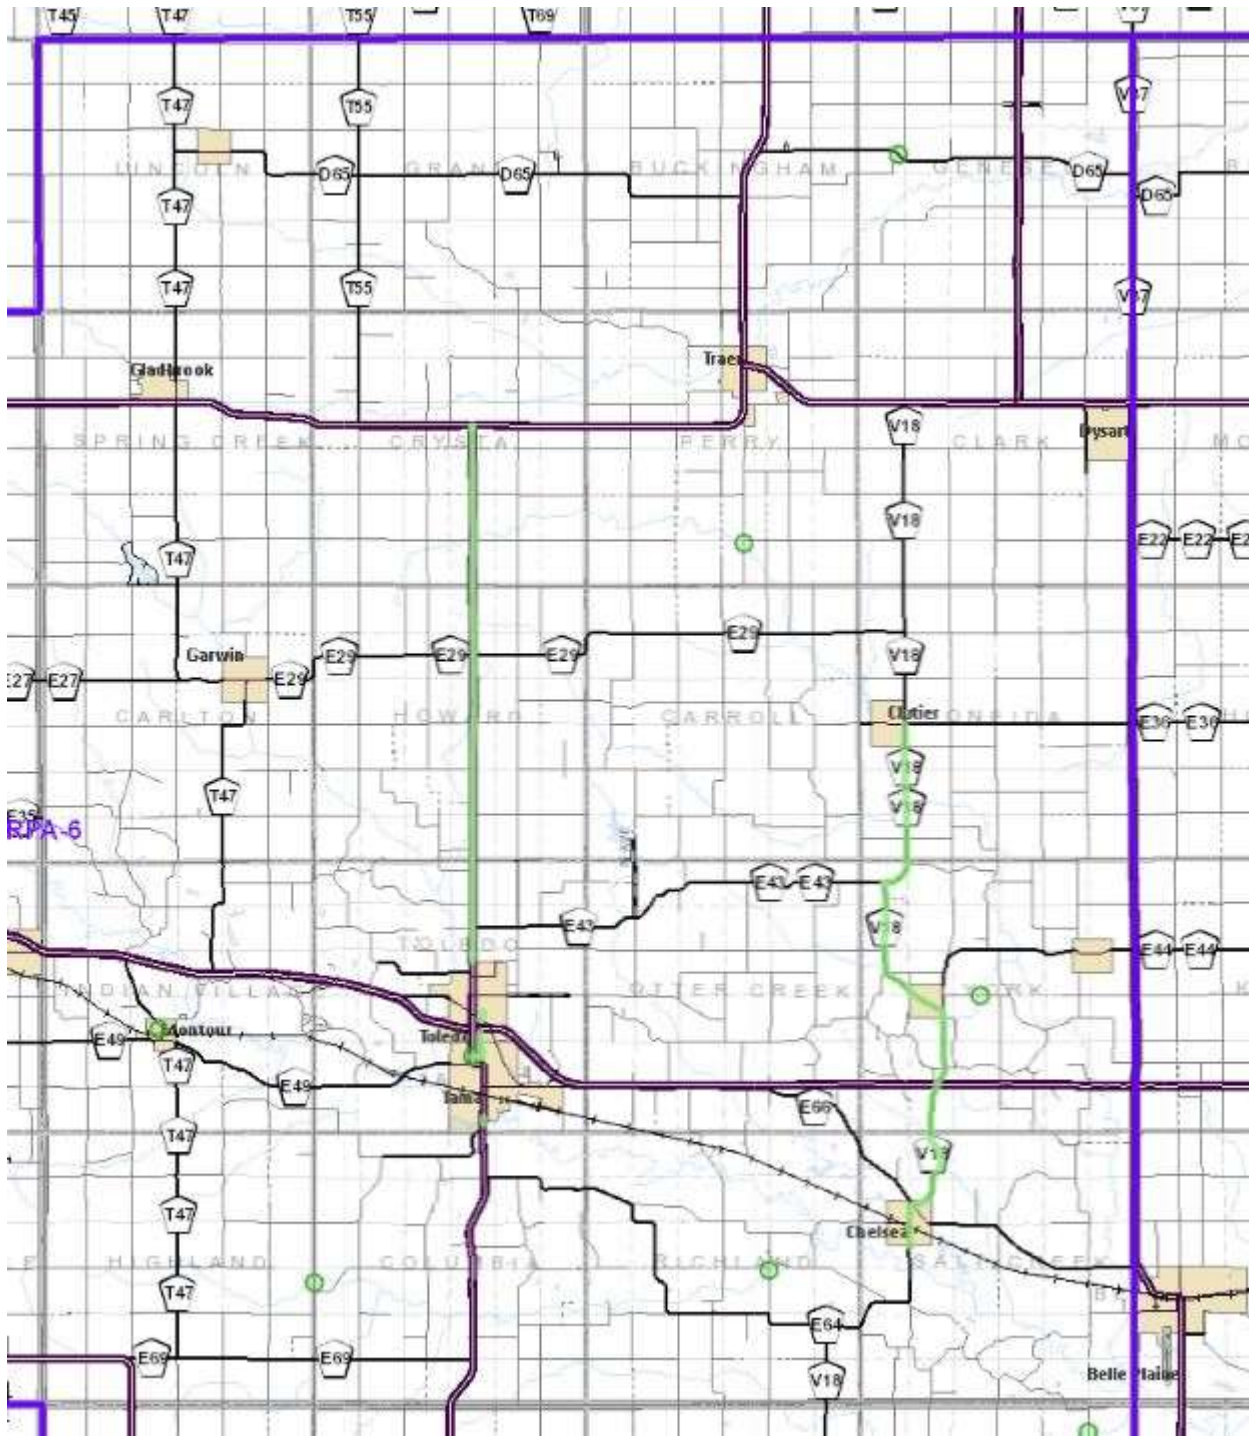 T45 T47 T55 T69
T47 T55 V37
LINCOLN GRANT BUCKINGHAM GENESEO
D65 D65 D65 D65
T47
T47 T55 V37
Gladbrook Traer
V18 Dysart
SPRING CREEK CRYSTA PERRY CLARK
V18
T47 E22 E22 E2
E29
E29 E29 E29 V18
Garwin
E27 E27 E29
CARLTON HOWARD CARROLL ONEIDA
Clutier E36 E36
V18
T47 V18
E35
RPA-6
E43 E43
E43 V18
TOLEDO E44 E44
INDIAN VILLAGE OTTER CREEK YORK
Montour Toledo
E49
T47
E49
Tama E66
T47 V18
T47
Chelsea
HIGHLAND COLUMBIA RICHLAND SALT CREEK
T47
E64
E69 E69
V18 Belle Plaine